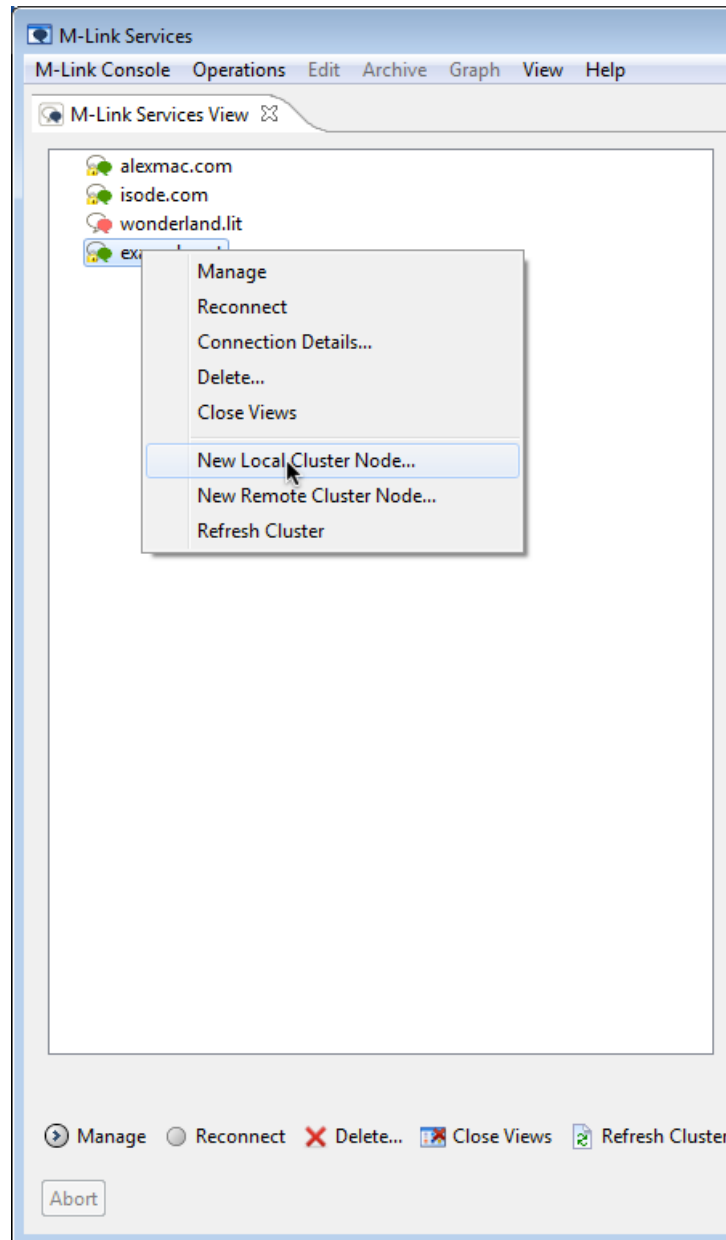 M-Link Services
M-Link Console Operations Edit Archive Graph View Help
M-Link Services View
alexmac.com
isode.com
wonderland.lit
Manage
Reconnect
Connection Details...
Delete...
Close Views
New Local Cluster Node...
New Remote Cluster Node...
Refresh Cluster
Manage Reconnect Delete... Close Views Refresh Cluster
Abort